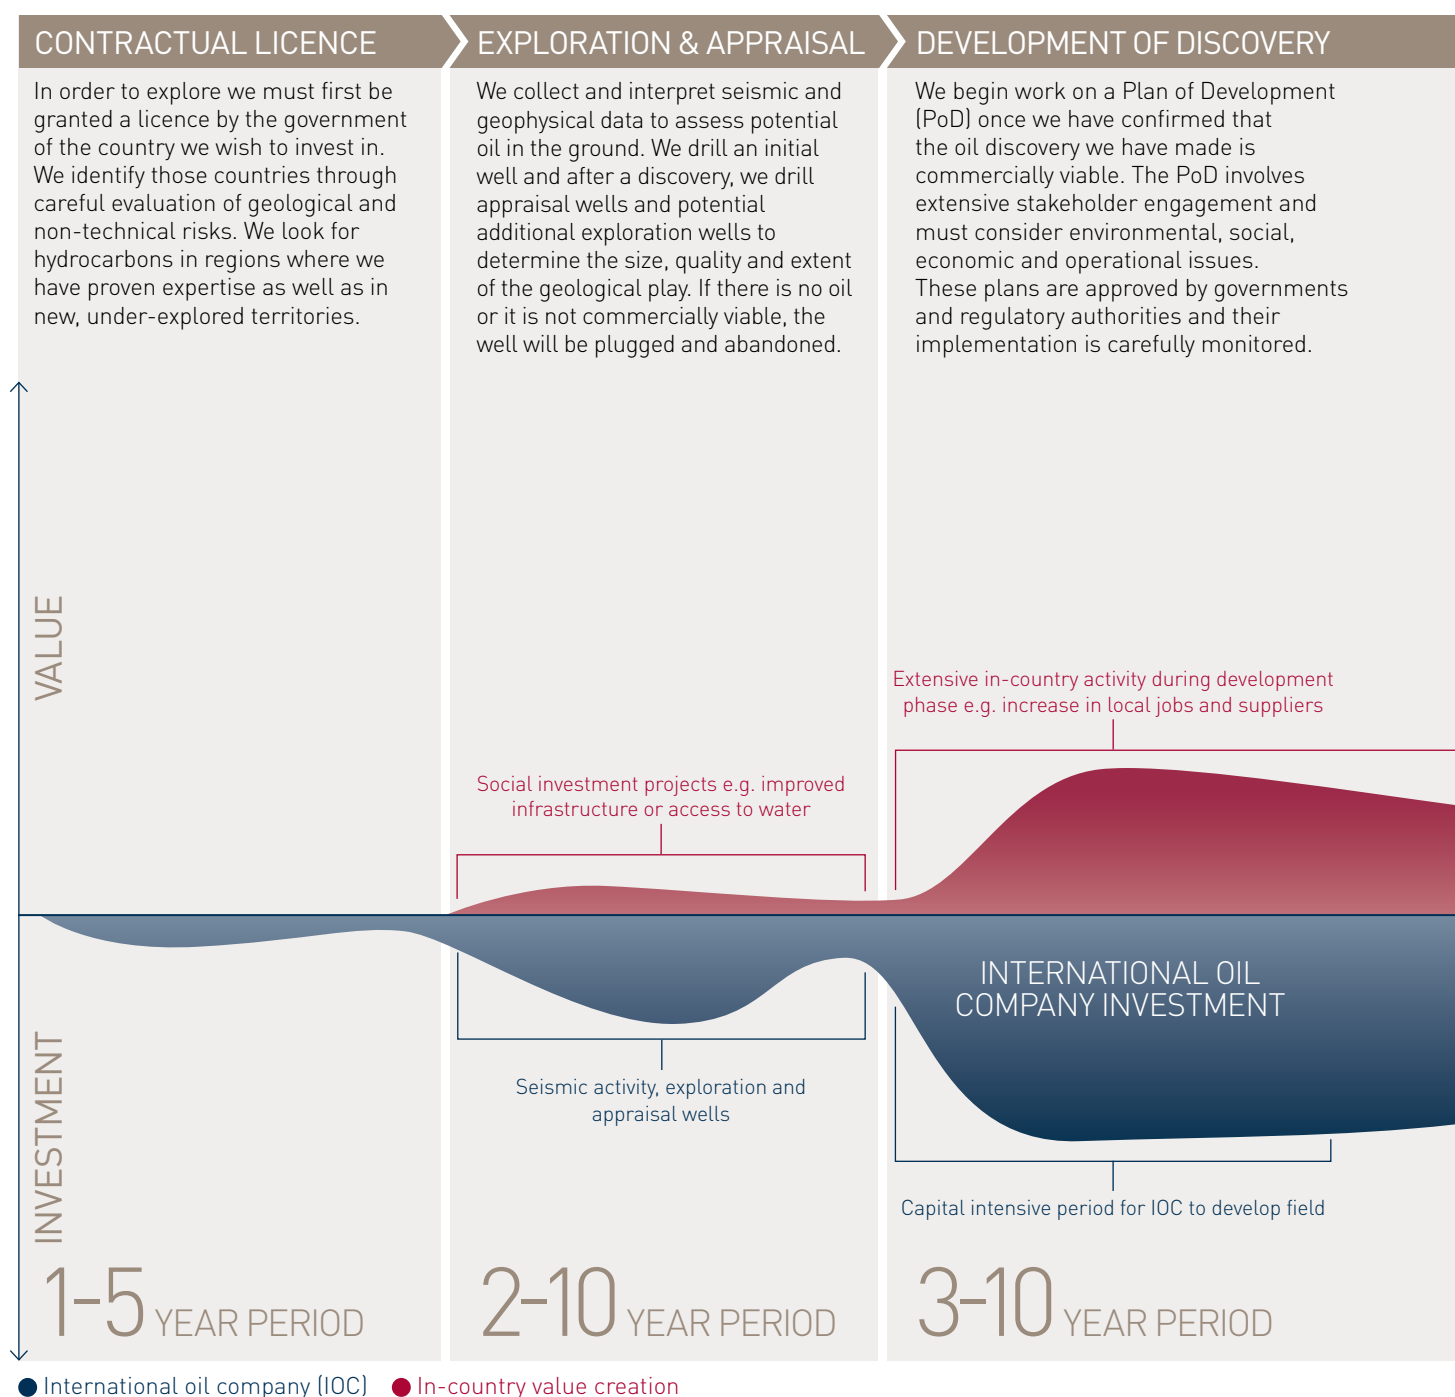 CONTRACTUAL LICENCE
In order to explore we must first be
granted a licence by the government
of the country we wish to invest in.
We identify those countries through
careful evaluation of geological and
non-technical risks. We look for
hydrocarbons in regions where we
have proven expertise as well as in
new, under-explored territories.
EXPLORATION & APPRAISAL
We collect and interpret seismic and
geophysical data to assess potential
oil in the ground. We drill an initial
well and after a discovery, we drill
appraisal wells and potential
additional exploration wells to
determine the size, quality and extent
of the geological play. If there is no oil
or it is not commercially viable, the
well will be plugged and abandoned.
DEVELOPMENT OF DISCOVERY
We begin work on a Plan of Development
(PoD) once we have confirmed that
the oil discovery we have made is
commercially viable. The PoD involves
extensive stakeholder engagement and
must consider environmental, social,
economic and operational issues.
These plans are approved by governments
and regulatory authorities and their
implementation is carefully monitored.
VALUE
Extensive in-country activity during development
phase e.g. increase in local jobs and suppliers
Social investment projects e.g. improved
infrastructure or access to water
INTERNATIONAL OIL
COMPANY INVESTMENT
INVESTMENT
Seismic activity, exploration and
appraisal wells
Capital intensive period for IOC to develop field
1–5 YEAR PERIOD
2–10 YEAR PERIOD
3–10 YEAR PERIOD
International oil company (IOC)
In-country value creation